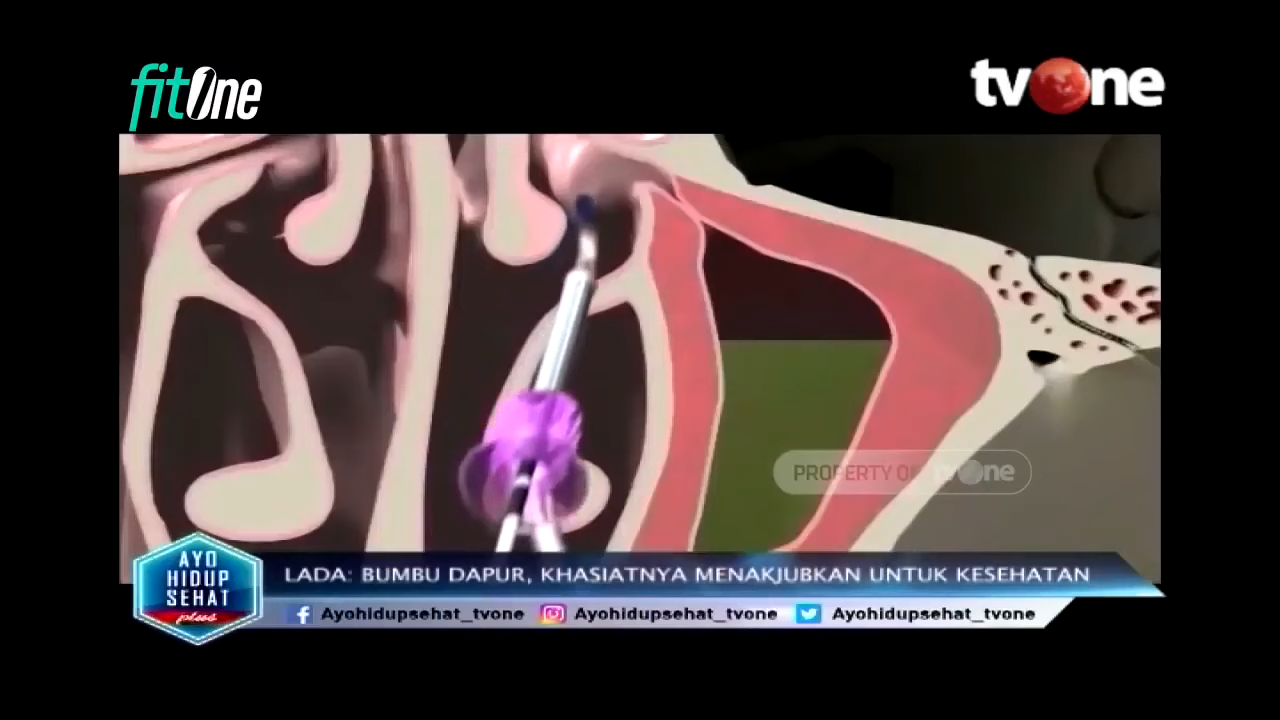 fitOne
tvOne
PROPERTY OF tvOne
AYO
HIDUP
SEHAT
plus
LADA: BUMBU DAPUR, KHASIATNYA MENAKJUBKAN UNTUK KESEHATAN
Ayohidupsehat_tvone Ayohidupsehat_tvone Ayohidupsehat_tvone